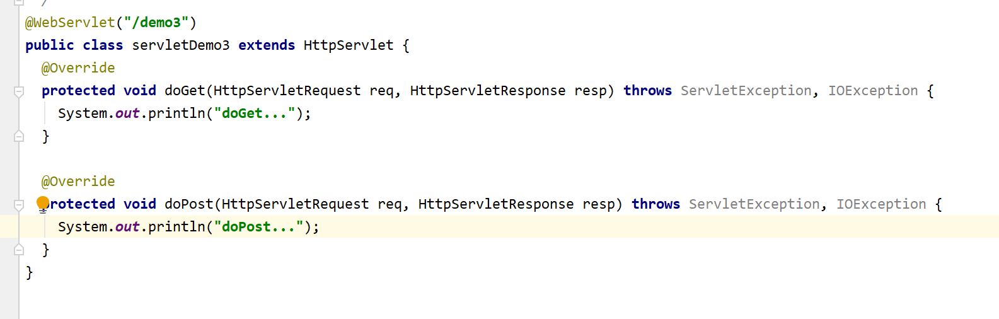 /
@WebServlet("/demo3")
public class servletDemo3 extends HttpServlet {
@Override
protected void doGet(HttpServletRequest req, HttpServletResponse resp) throws ServletException, IOException {
System.out.println("doGet...");
}
@Override
protected void doPost(HttpServletRequest req, HttpServletResponse resp) throws ServletException, IOException {
System.out.println("doPost...");
}
}